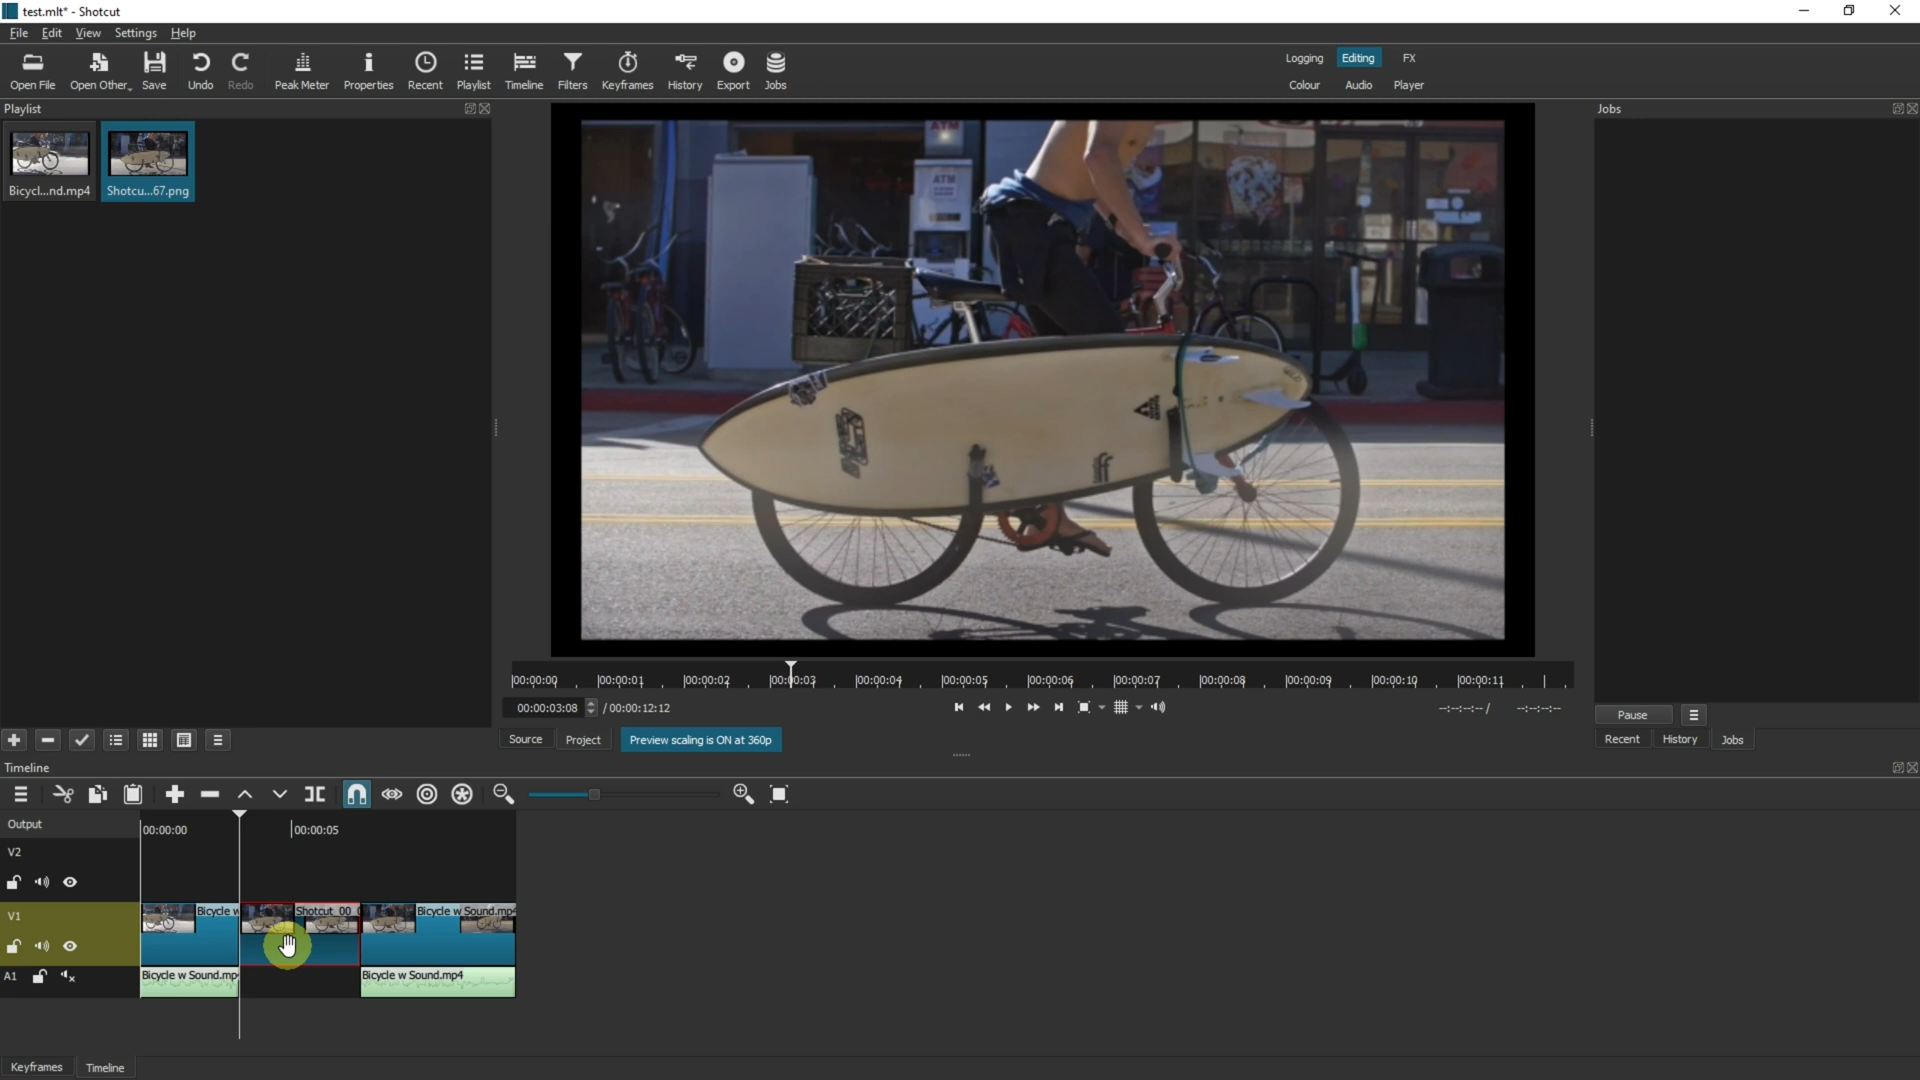 test.mlt* - Shotcut
File Edit View Settings Help
Open File Open Other Save Undo Redo Peak Meter Properties Recent Playlist Timeline Filters Keyframes History Export Jobs
Logging Editing FX
Colour Audio Player
Playlist
Jobs
Bicycl...nd.mp4 Shotcu...67.png
ATM
ATM
00:00:00 00:00:01 00:00:02 00:00:03 00:00:04 00:00:05 00:00:06 00:00:07 00:00:08 00:00:09 00:00:10 00:00:11
00:00:03:08 / 00:00:12:12
--:--:--:-- / --:--:--:--
Pause
Source Project Preview scaling is ON at 360p
Recent History Jobs
Timeline
Output
00:00:00 00:00:05
V2
V1
Bicycle w Shotcut_00_ Bicycle w Sound.mp4
A1
Bicycle w Sound.mp Bicycle w Sound.mp4
Keyframes Timeline